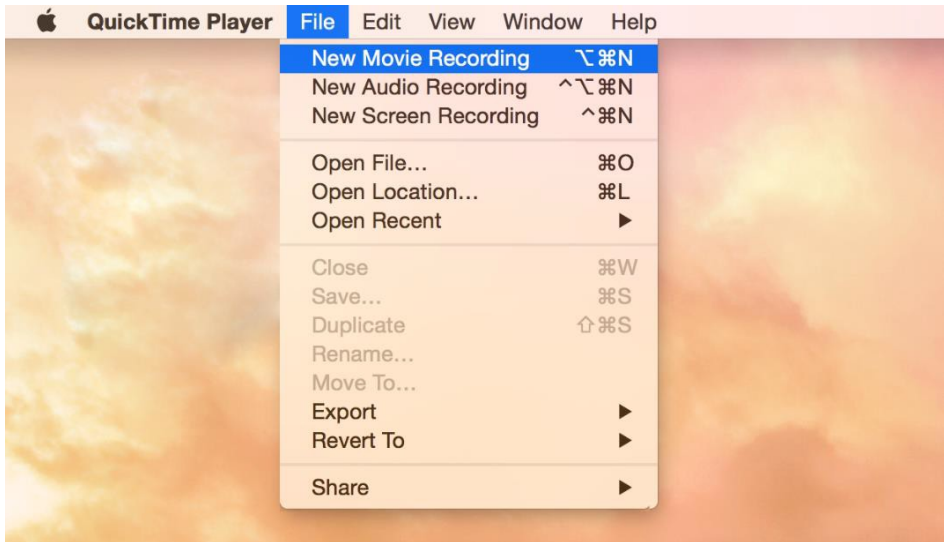 QuickTime Player File Edit View Window Help
New Movie Recording ⌥⌘N
New Audio Recording ^⌥⌘N
New Screen Recording ^⌘N
Open File... ⌘O
Open Location... ⌘L
Open Recent ▶
Close ⌘W
Save... ⌘S
Duplicate ⇧⌘S
Rename...
Move To...
Export ▶
Revert To ▶
Share ▶